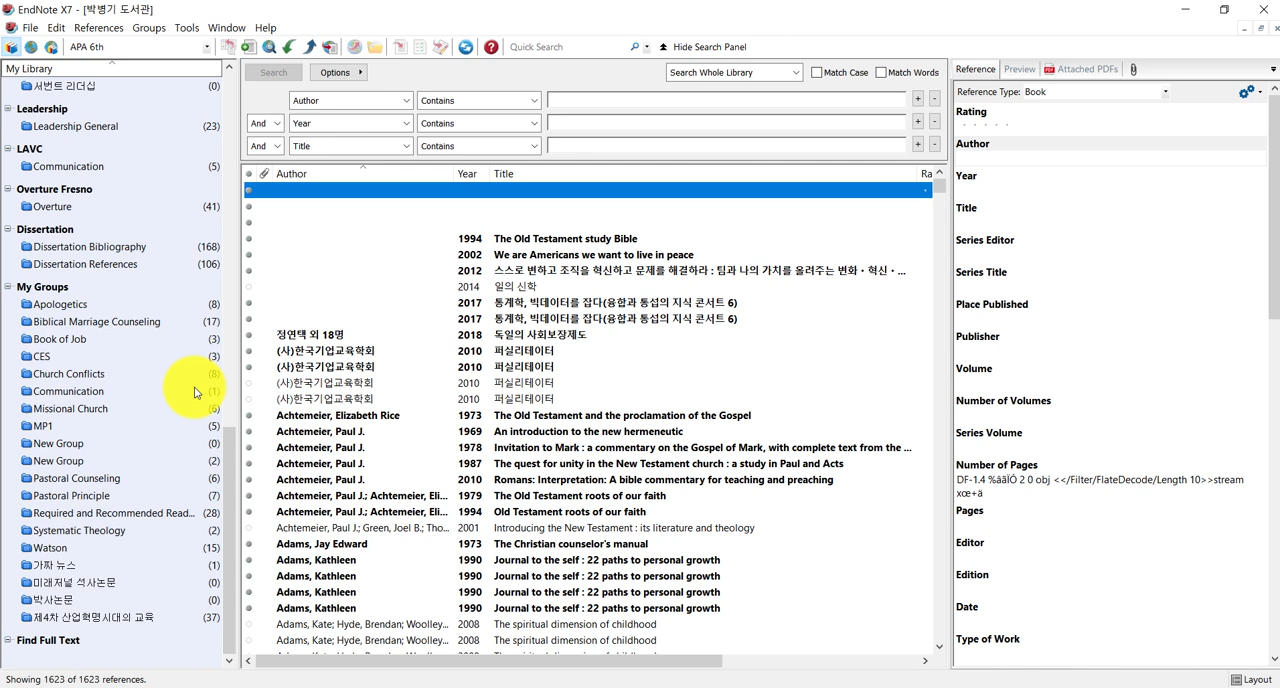 EndNote X7 - [박병기 도서관]
File Edit References Groups Tools Window Help
APA 6th Quick Search Hide Search Panel
My Library
서번트 리더십 (0)
Leadership
Leadership General (23)
LAVC
Communication (5)
Overture Fresno
Overture (41)
Dissertation
Dissertation Bibliography (168)
Dissertation References (106)
My Groups
Apologetics (8)
Biblical Marriage Counseling (17)
Book of Job (3)
CES (3)
Church Conflicts (8)
Communication (1)
Missional Church (6)
MP1 (5)
New Group (0)
New Group (2)
Pastoral Counseling (6)
Pastoral Principle (7)
Required and Recommended Read... (28)
Systematic Theology (2)
Watson (15)
가짜 뉴스 (1)
미래저널 석사논문 (0)
박사논문 (0)
제4차 산업혁명시대의 교육 (37)
Find Full Text
Search Options Search Whole Library Match Case Match Words
Author Contains + -
And Year Contains + -
And Title Contains + -
Author Year Title Ra
1994 The Old Testament study Bible
2002 We are Americans we want to live in peace
2012 스스로 변하고 조직을 혁신하고 문제를 해결하라 : 팀과 나의 가치를 올려주는 변화・혁신・...
2014 일의 신학
2017 통계학, 빅데이터를 잡다(융합과 통섭의 지식 콘서트 6)
2017 통계학, 빅데이터를 잡다(융합과 통섭의 지식 콘서트 6)
정연택 외 18명 2018 독일의 사회보장제도
(사)한국기업교육학회 2010 퍼실리테이터
(사)한국기업교육학회 2010 퍼실리테이터
(사)한국기업교육학회 2010 퍼실리테이터
(사)한국기업교육학회 2010 퍼실리테이터
Achtemeier, Elizabeth Rice 1973 The Old Testament and the proclamation of the Gospel
Achtemeier, Paul J. 1969 An introduction to the new hermeneutic
Achtemeier, Paul J. 1978 Invitation to Mark : a commentary on the Gospel of Mark, with complete text from the ...
Achtemeier, Paul J. 1987 The quest for unity in the New Testament church : a study in Paul and Acts
Achtemeier, Paul J. 2010 Romans: Interpretation: A bible commentary for teaching and preaching
Achtemeier, Paul J.; Achtemeier, Eli... 1979 The Old Testament roots of our faith
Achtemeier, Paul J.; Achtemeier, Eli... 1994 Old Testament roots of our faith
Achtemeier, Paul J.; Green, Joel B.; Tho... 2001 Introducing the New Testament : its literature and theology
Adams, Jay Edward 1973 The Christian counselor's manual
Adams, Kathleen 1990 Journal to the self : 22 paths to personal growth
Adams, Kathleen 1990 Journal to the self : 22 paths to personal growth
Adams, Kathleen 1990 Journal to the self : 22 paths to personal growth
Adams, Kathleen 1990 Journal to the self : 22 paths to personal growth
Adams, Kate; Hyde, Brendan; Woolley... 2008 The spiritual dimension of childhood
Adams, Kate; Hyde, Brendan; Woolley... 2008 The spiritual dimension of childhood
Reference Preview Attached PDFs
Reference Type: Book
Rating
Author
Year
Title
Series Editor
Series Title
Place Published
Publisher
Volume
Number of Volumes
Series Volume
Number of Pages
DF-1.4 %âãÏÓ 2 0 obj <</Filter/FlateDecode/Length 10>>stream
xœ+ä
Pages
Editor
Edition
Date
Type of Work
Showing 1623 of 1623 references.
Layout